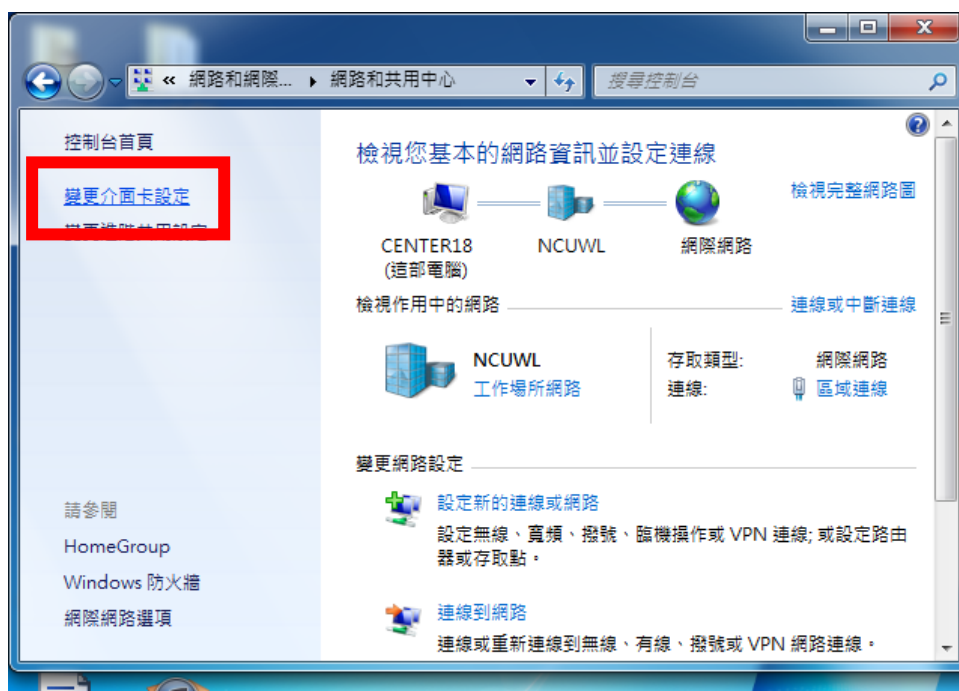 « 網路和網際... ▸ 網路和共用中心
搜尋控制台
控制台首頁
變更介面卡設定
變更進階共用設定
請參閱
HomeGroup
Windows 防火牆
網際網路選項
檢視您基本的網路資訊並設定連線
檢視完整網路圖
CENTER18
(這部電腦)
NCUWL
網際網路
檢視作用中的網路
連線或中斷連線
NCUWL
工作場所網路
存取類型: 網際網路
連線: 區域連線
變更網路設定
設定新的連線或網路
設定無線、寬頻、撥號、臨機操作或 VPN 連線; 或設定路由
器或存取點。
連線到網路
連線或重新連線到無線、有線、撥號或 VPN 網路連線。